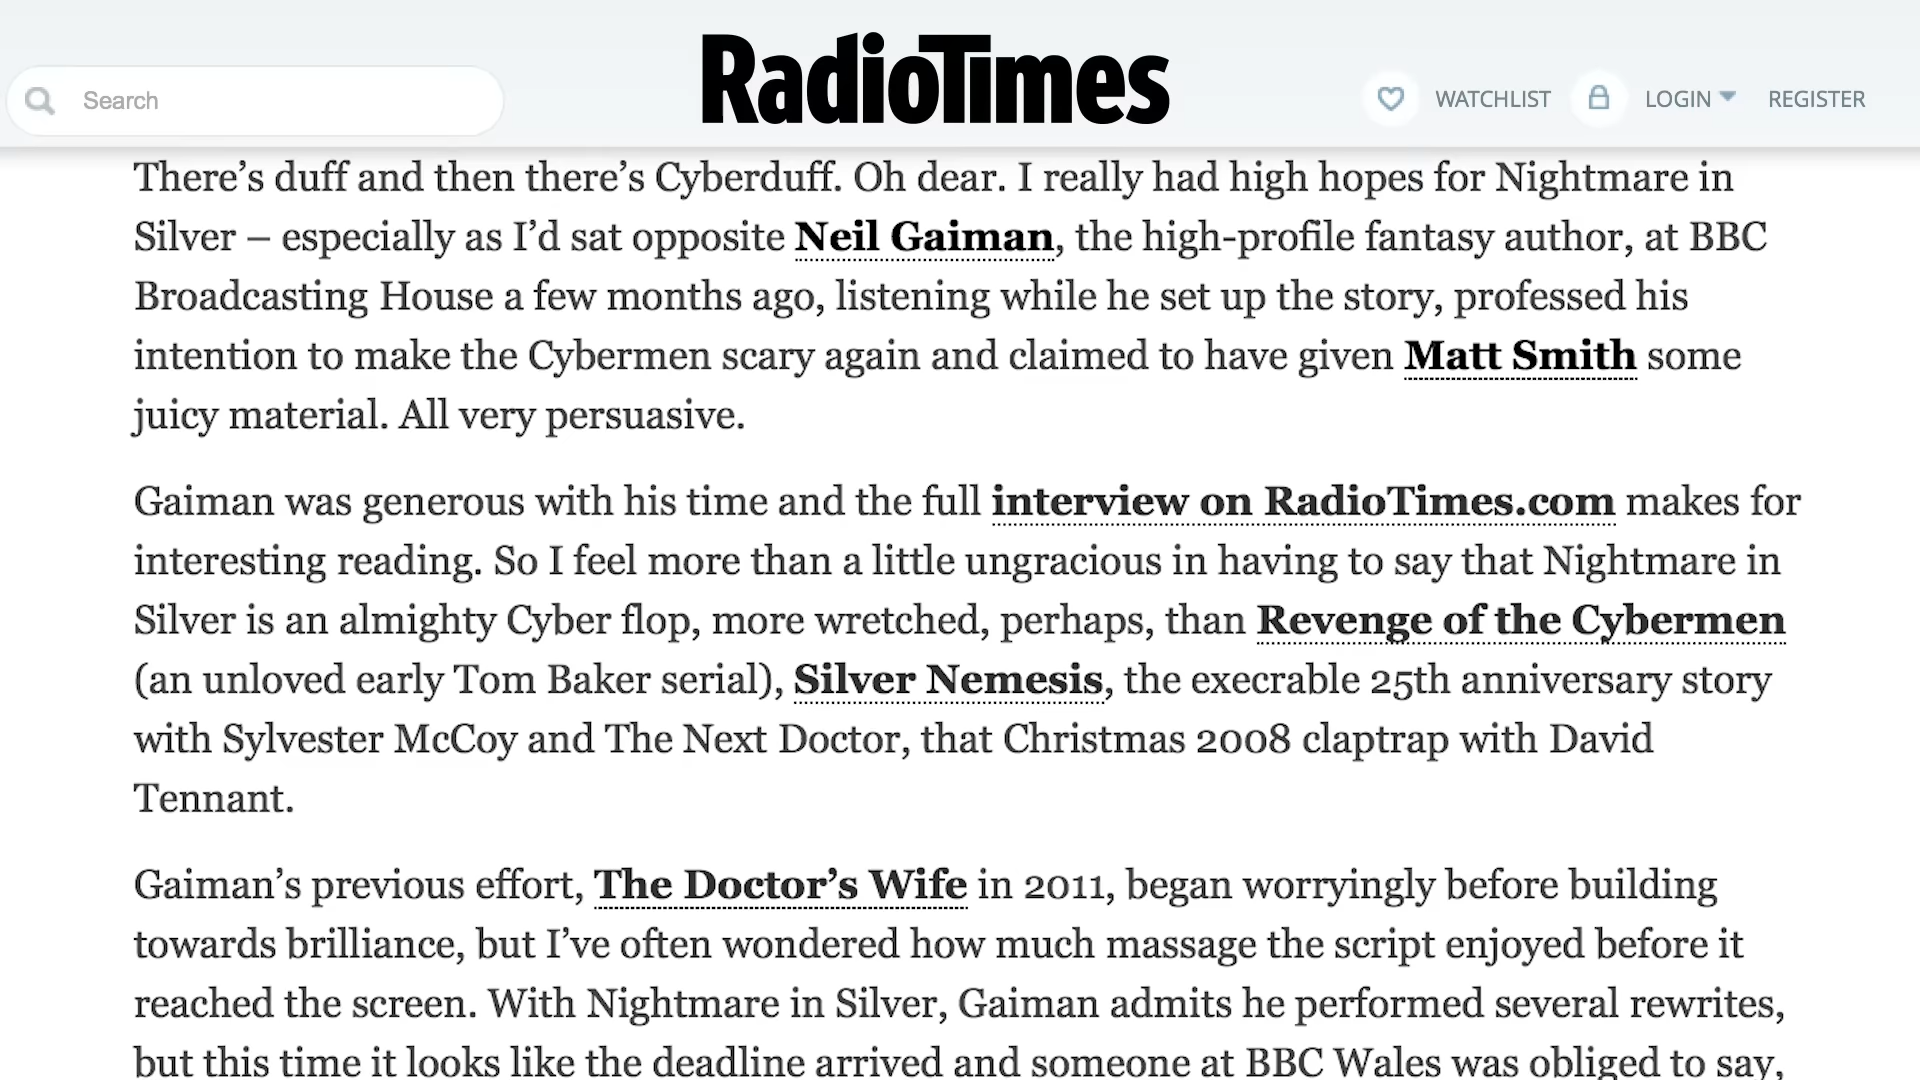 RadioTimes
Search
WATCHLIST
LOGIN
REGISTER
There’s duff and then there’s Cyberduff. Oh dear. I really had high hopes for Nightmare in
Silver – especially as I’d sat opposite Neil Gaiman, the high-profile fantasy author, at BBC
Broadcasting House a few months ago, listening while he set up the story, professed his
intention to make the Cybermen scary again and claimed to have given Matt Smith some
juicy material. All very persuasive.
Gaiman was generous with his time and the full interview on RadioTimes.com makes for
interesting reading. So I feel more than a little ungracious in having to say that Nightmare in
Silver is an almighty Cyber flop, more wretched, perhaps, than Revenge of the Cybermen
(an unloved early Tom Baker serial), Silver Nemesis, the execrable 25th anniversary story
with Sylvester McCoy and The Next Doctor, that Christmas 2008 claptrap with David
Tennant.
Gaiman’s previous effort, The Doctor’s Wife in 2011, began worryingly before building
towards brilliance, but I’ve often wondered how much massage the script enjoyed before it
reached the screen. With Nightmare in Silver, Gaiman admits he performed several rewrites,
but this time it looks like the deadline arrived and someone at BBC Wales was obliged to say,